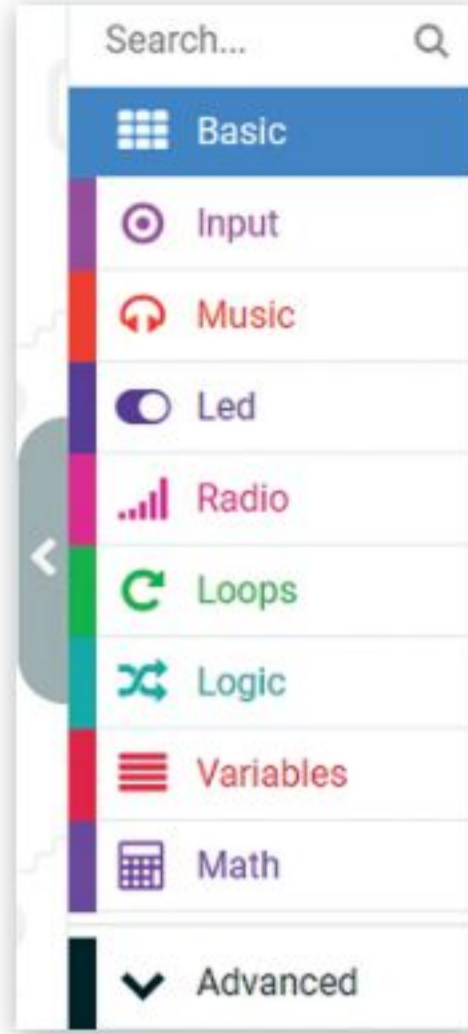 Search...
Basic
Input
Music
Led
Radio
Loops
Logic
Variables
Math
Advanced